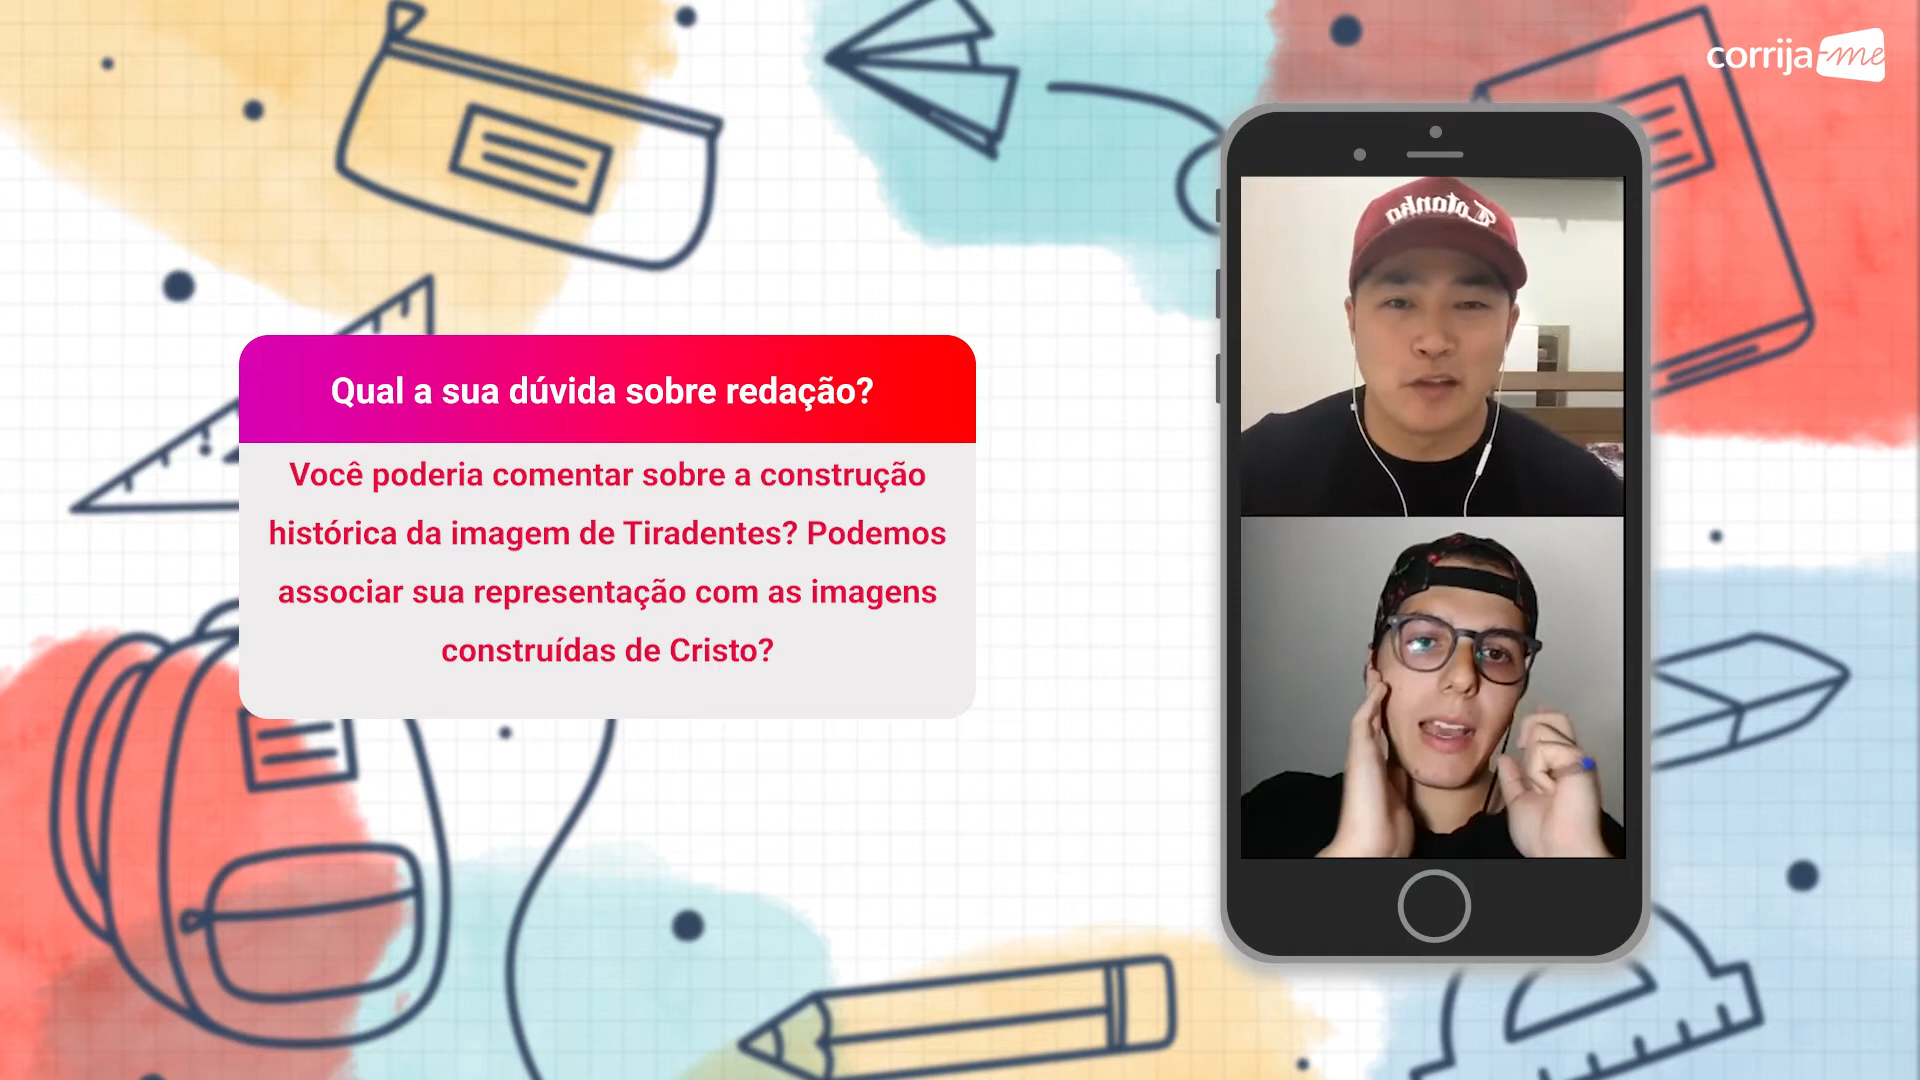 corrija-me
Qual a sua dúvida sobre redação?
Você poderia comentar sobre a construção
histórica da imagem de Tiradentes? Podemos
associar sua representação com as imagens
construídas de Cristo?